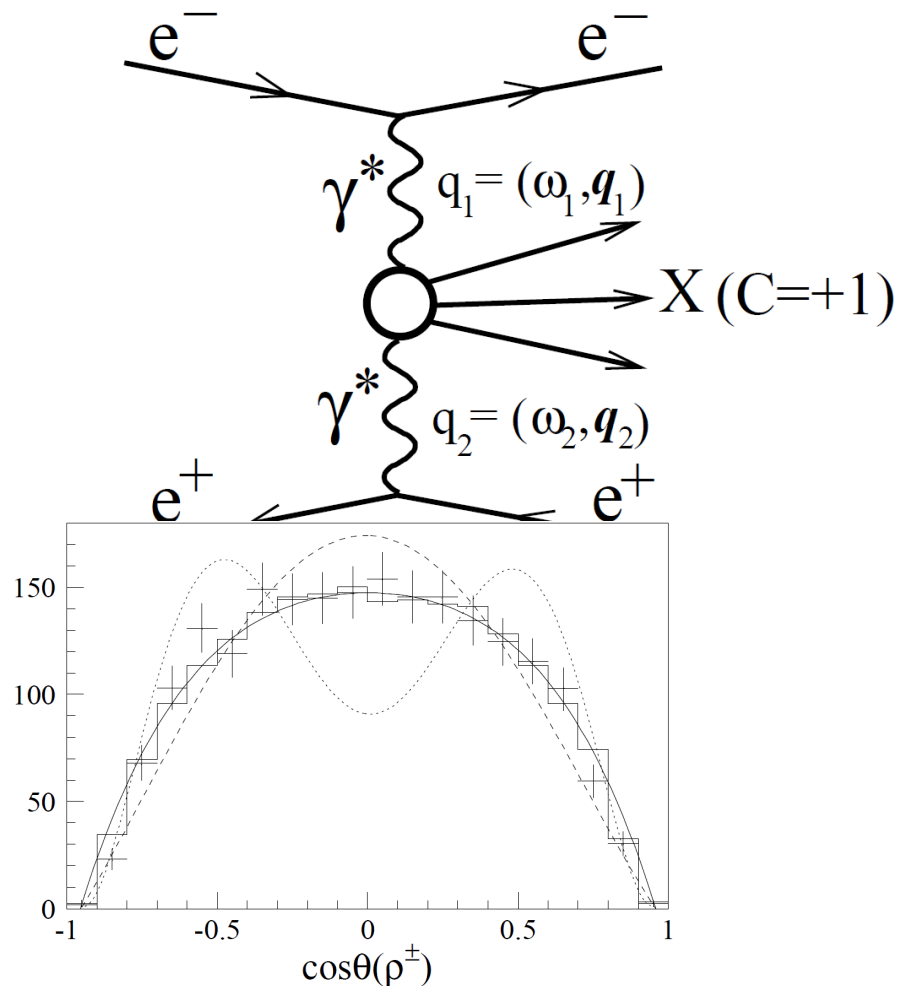 e⁻ e⁻
γ* q₁= (ω₁,q₁)
X (C=+1)
γ* q₂= (ω₂,q₂)
e⁺ e⁺
150
100
50
0
-1 -0.5 0 0.5 1
cosθ(ρ±)